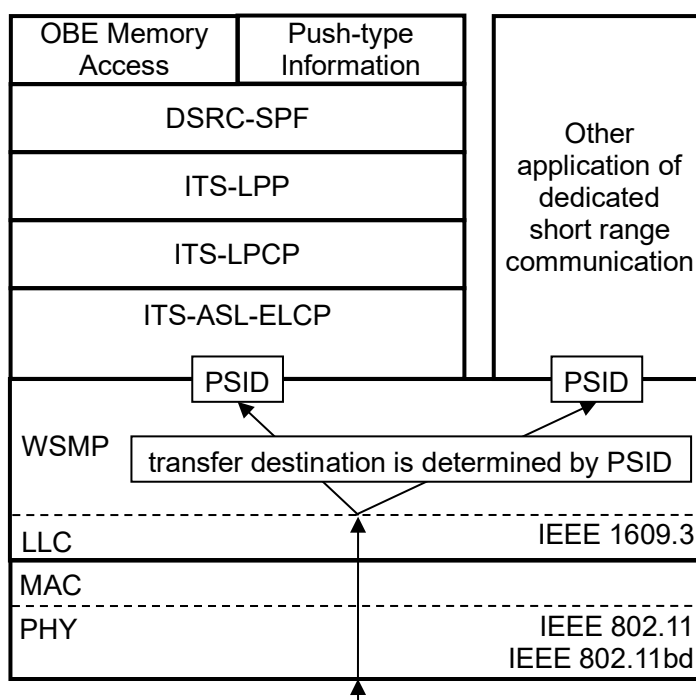 OBE Memory
Access
Push-type
Information
DSRC-SPF
ITS-LPP
ITS-LPCP
ITS-ASL-ELCP
Other
application of
dedicated
short range
communication
PSID
PSID
WSMP
transfer destination is determined by PSID
LLC
IEEE 1609.3
MAC
PHY
IEEE 802.11
IEEE 802.11bd